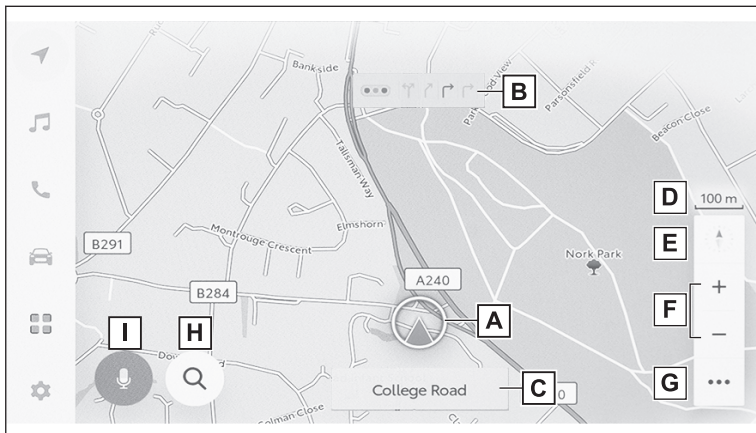 Bankside
B
Parsonsfield R
Beacon Close
Talisman Way
D
100 m
Elmshorn
Montrouge Crescent
E
B291
Nork Park
A240
B284
F
A
I
H
G
College Road
C
0
Colman Close